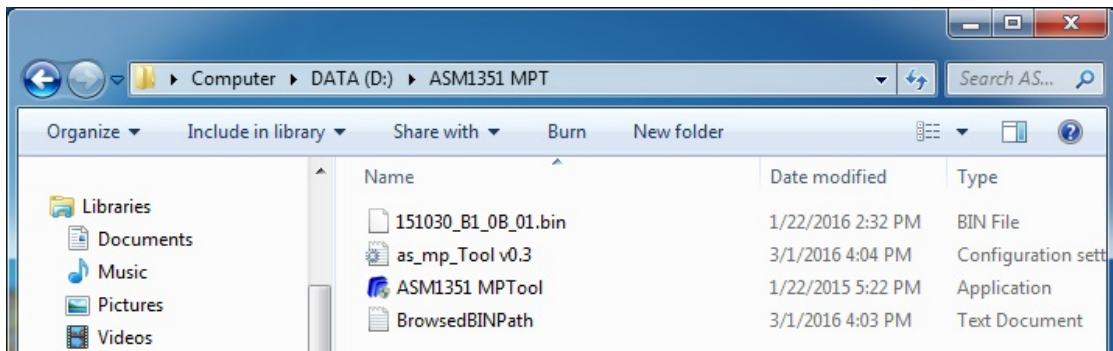 Computer ▸ DATA (D:) ▸ ASM1351 MPT
Search AS...
Organize Include in library Share with Burn New folder
Name Date modified Type
Libraries
Documents
Music
Pictures
Videos
151030_B1_0B_01.bin 1/22/2016 2:32 PM BIN File
as_mp_Tool v0.3 3/1/2016 4:04 PM Configuration sett
ASM1351 MPTool 1/22/2015 5:22 PM Application
BrowsedBINPath 3/1/2016 4:03 PM Text Document